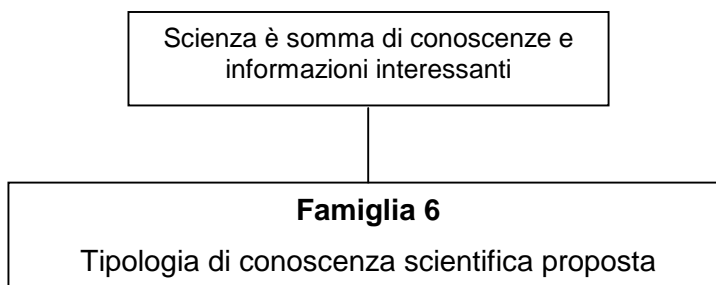 Scienza è somma di conoscenze e
informazioni interessanti
Famiglia 6
Tipologia di conoscenza scientifica proposta